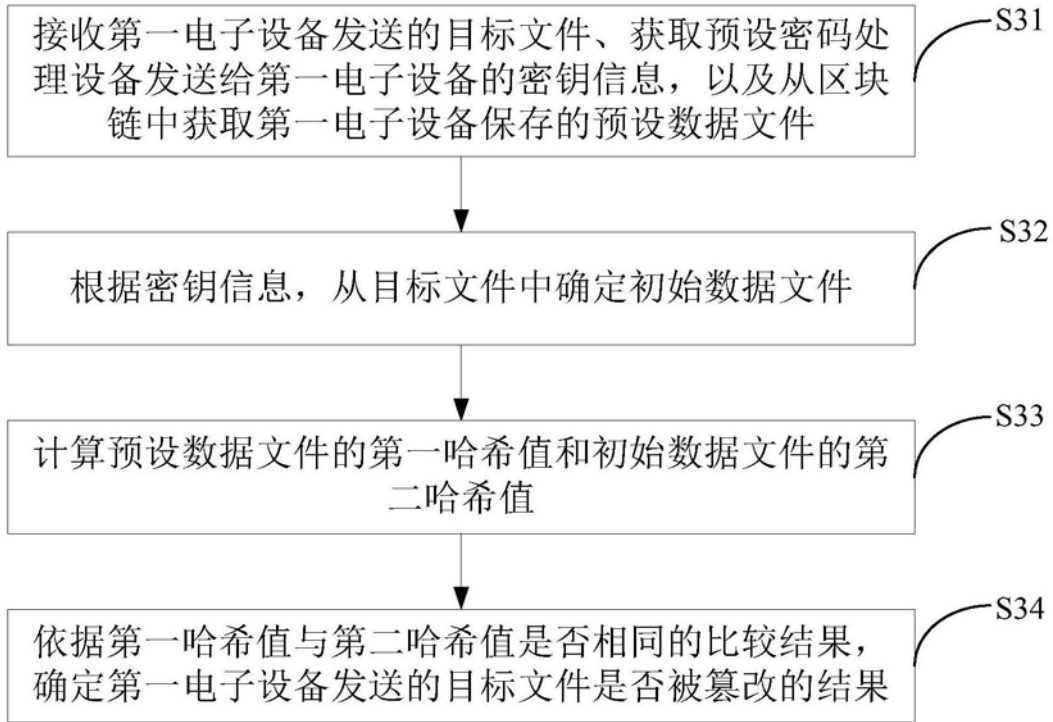 接收第一电子设备发送的目标文件、获取预设密码处
理设备发送给第一电子设备的密钥信息，以及从区块
链中获取第一电子设备保存的预设数据文件
S31
根据密钥信息，从目标文件中确定初始数据文件
S32
计算预设数据文件的第一哈希值和初始数据文件的第
二哈希值
S33
依据第一哈希值与第二哈希值是否相同的比较结果，
确定第一电子设备发送的目标文件是否被篡改的结果
S34